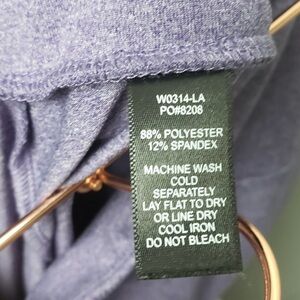 W0314-LA
PO#8208
88% POLYESTER
12% SPANDEX
MACHINE WASH
COLD
SEPARATELY
LAY FLAT TO DRY
OR LINE DRY
COOL IRON
DO NOT BLEACH